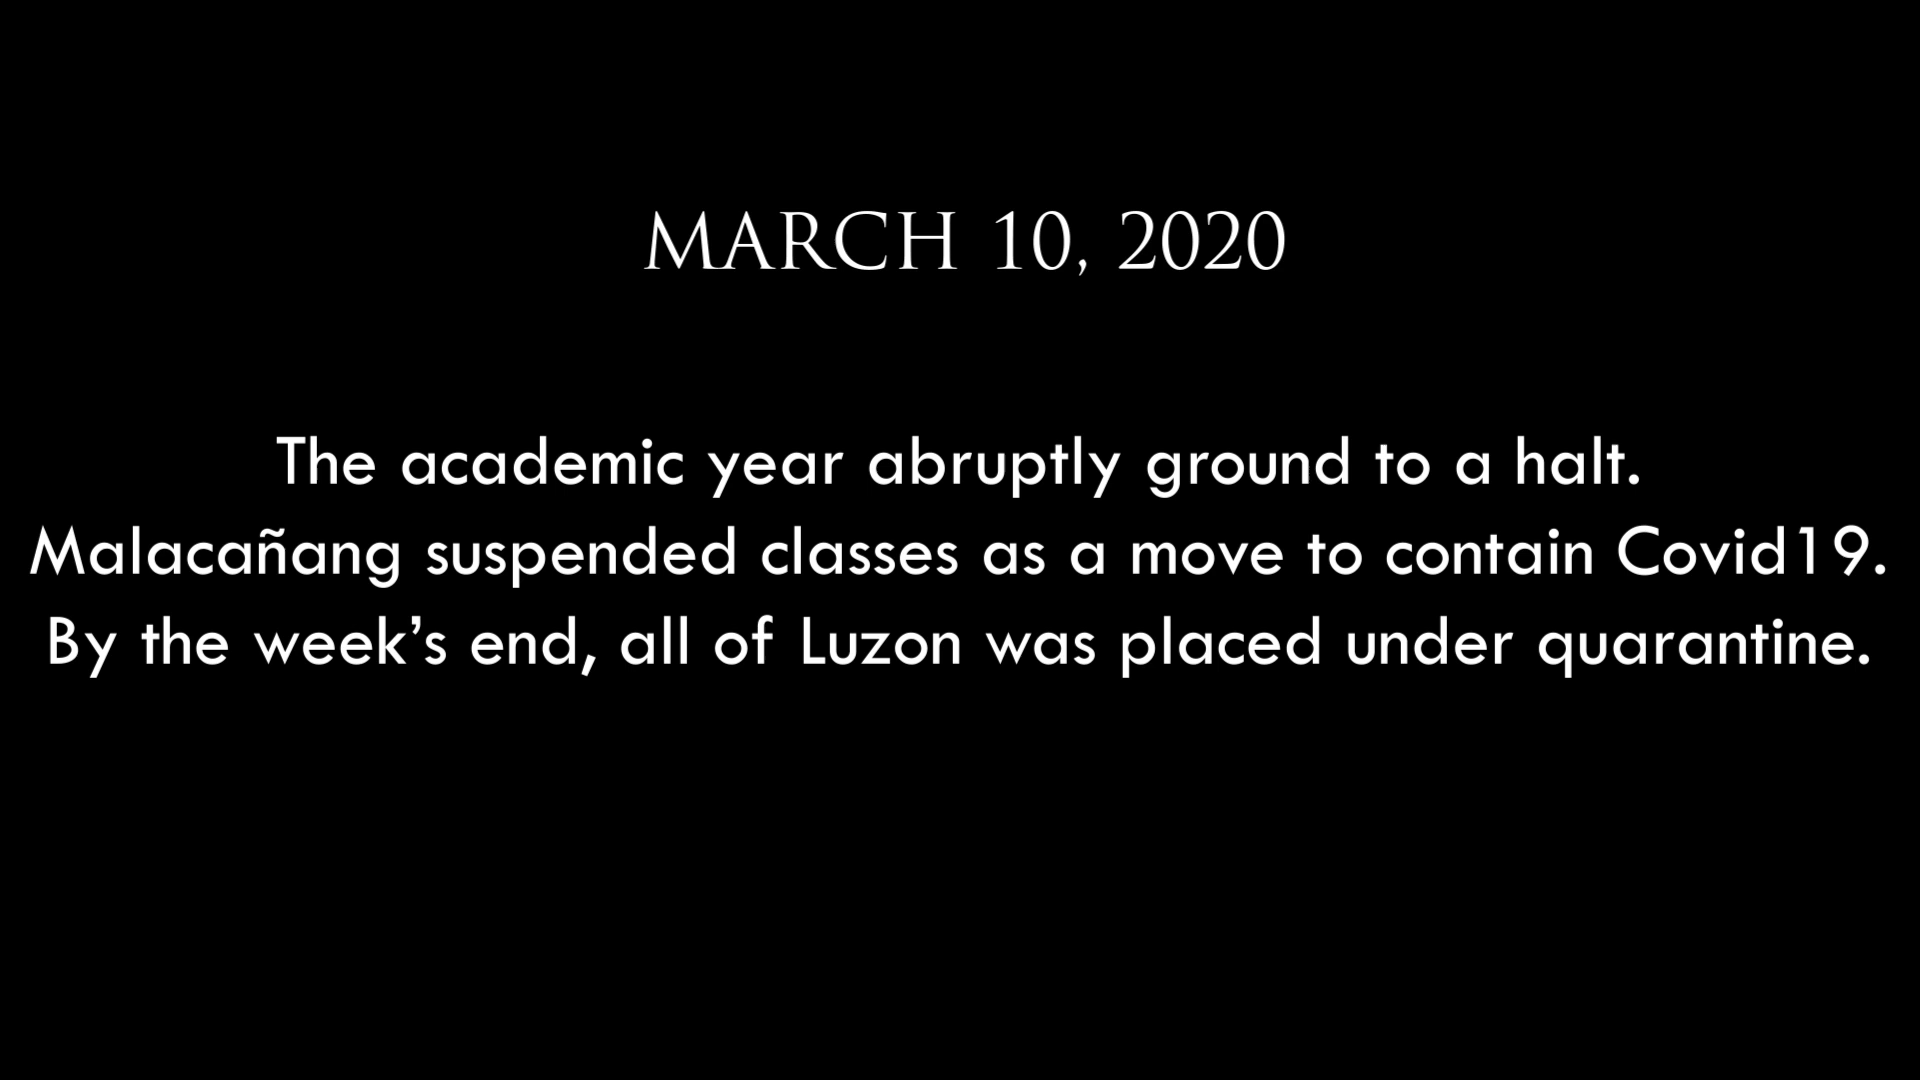 MARCH 10, 2020
The academic year abruptly ground to a halt.
Malacañang suspended classes as a move to contain Covid19.
By the week’s end, all of Luzon was placed under quarantine.